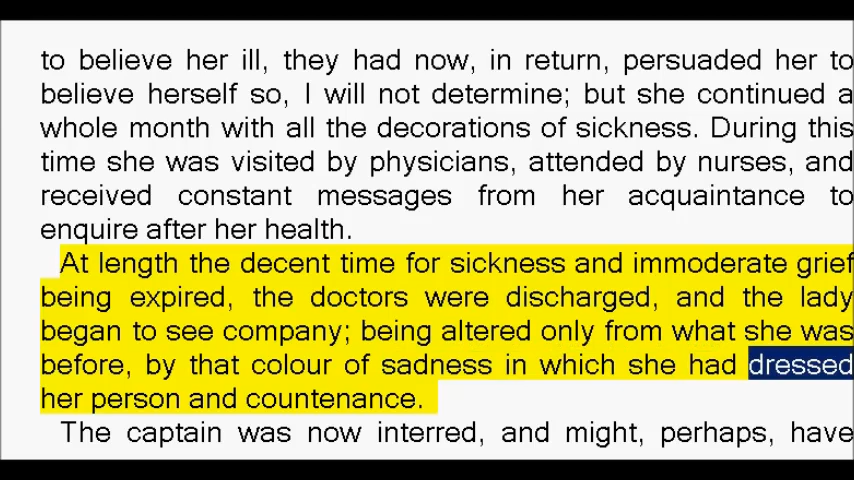 to believe her ill, they had now, in return, persuaded her to
believe herself so, I will not determine; but she continued a
whole month with all the decorations of sickness. During this
time she was visited by physicians, attended by nurses, and
received constant messages from her acquaintance to
enquire after her health.
At length the decent time for sickness and immoderate grief
being expired, the doctors were discharged, and the lady
began to see company; being altered only from what she was
before, by that colour of sadness in which she had dressed
her person and countenance.
The captain was now interred, and might, perhaps, have